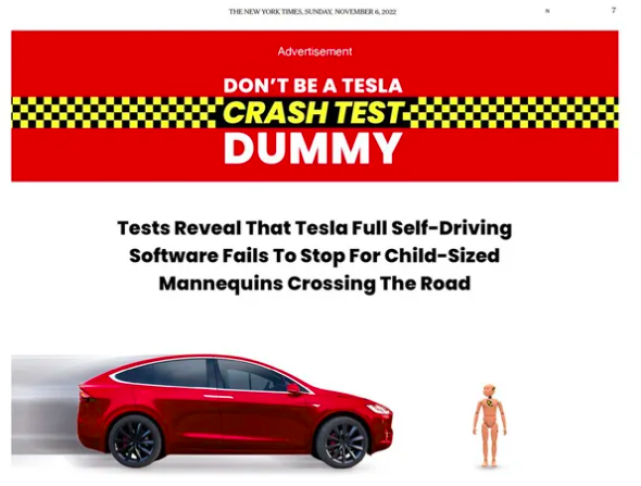 THE NEW YORK TIMES, SUNDAY, NOVEMBER 6, 2022
N
7
Advertisement
DON'T BE A TESLA
CRASH TEST
DUMMY
Tests Reveal That Tesla Full Self-Driving
Software Fails To Stop For Child-Sized
Mannequins Crossing The Road